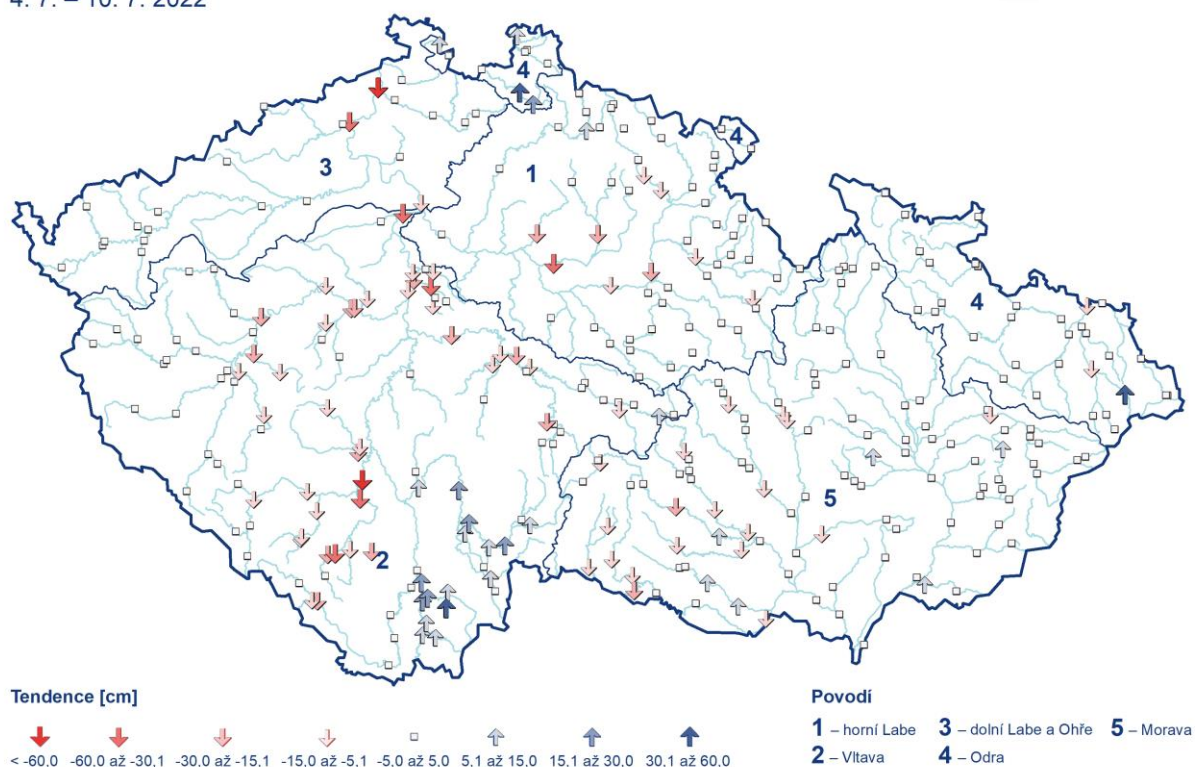 4. 7. – 10. 7. 2022
4
4
3
1
4
5
2
Tendence [cm]
< -60.0 -60.0 až -30.1 -30.0 až -15.1 -15.0 až -5.1 -5.0 až 5.0 5.1 až 15.0 15.1 až 30.0 30.1 až 60.0
Povodí
1 – horní Labe 3 – dolní Labe a Ohře 5 – Morava
2 – Vltava 4 – Odra